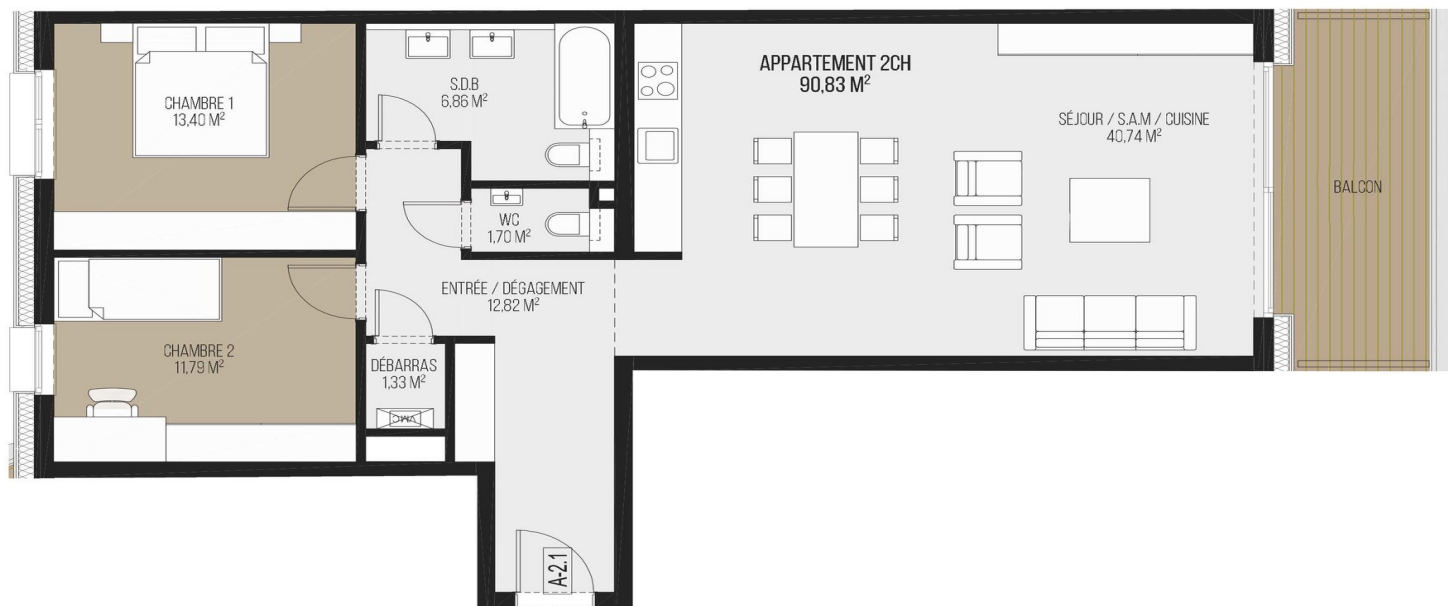 APPARTEMENT 2CH
90,83 M²
CHAMBRE 1
13,40 M²
S.D.B
6,86 M²
SÉJOUR / S.A.M / CUISINE
40,74 M²
BALCON
WC
1,70 M²
ENTRÉE / DÉGAGEMENT
12,82 M²
CHAMBRE 2
11,79 M²
DÉBARRAS
1,33 M²
VMC
A-2.1